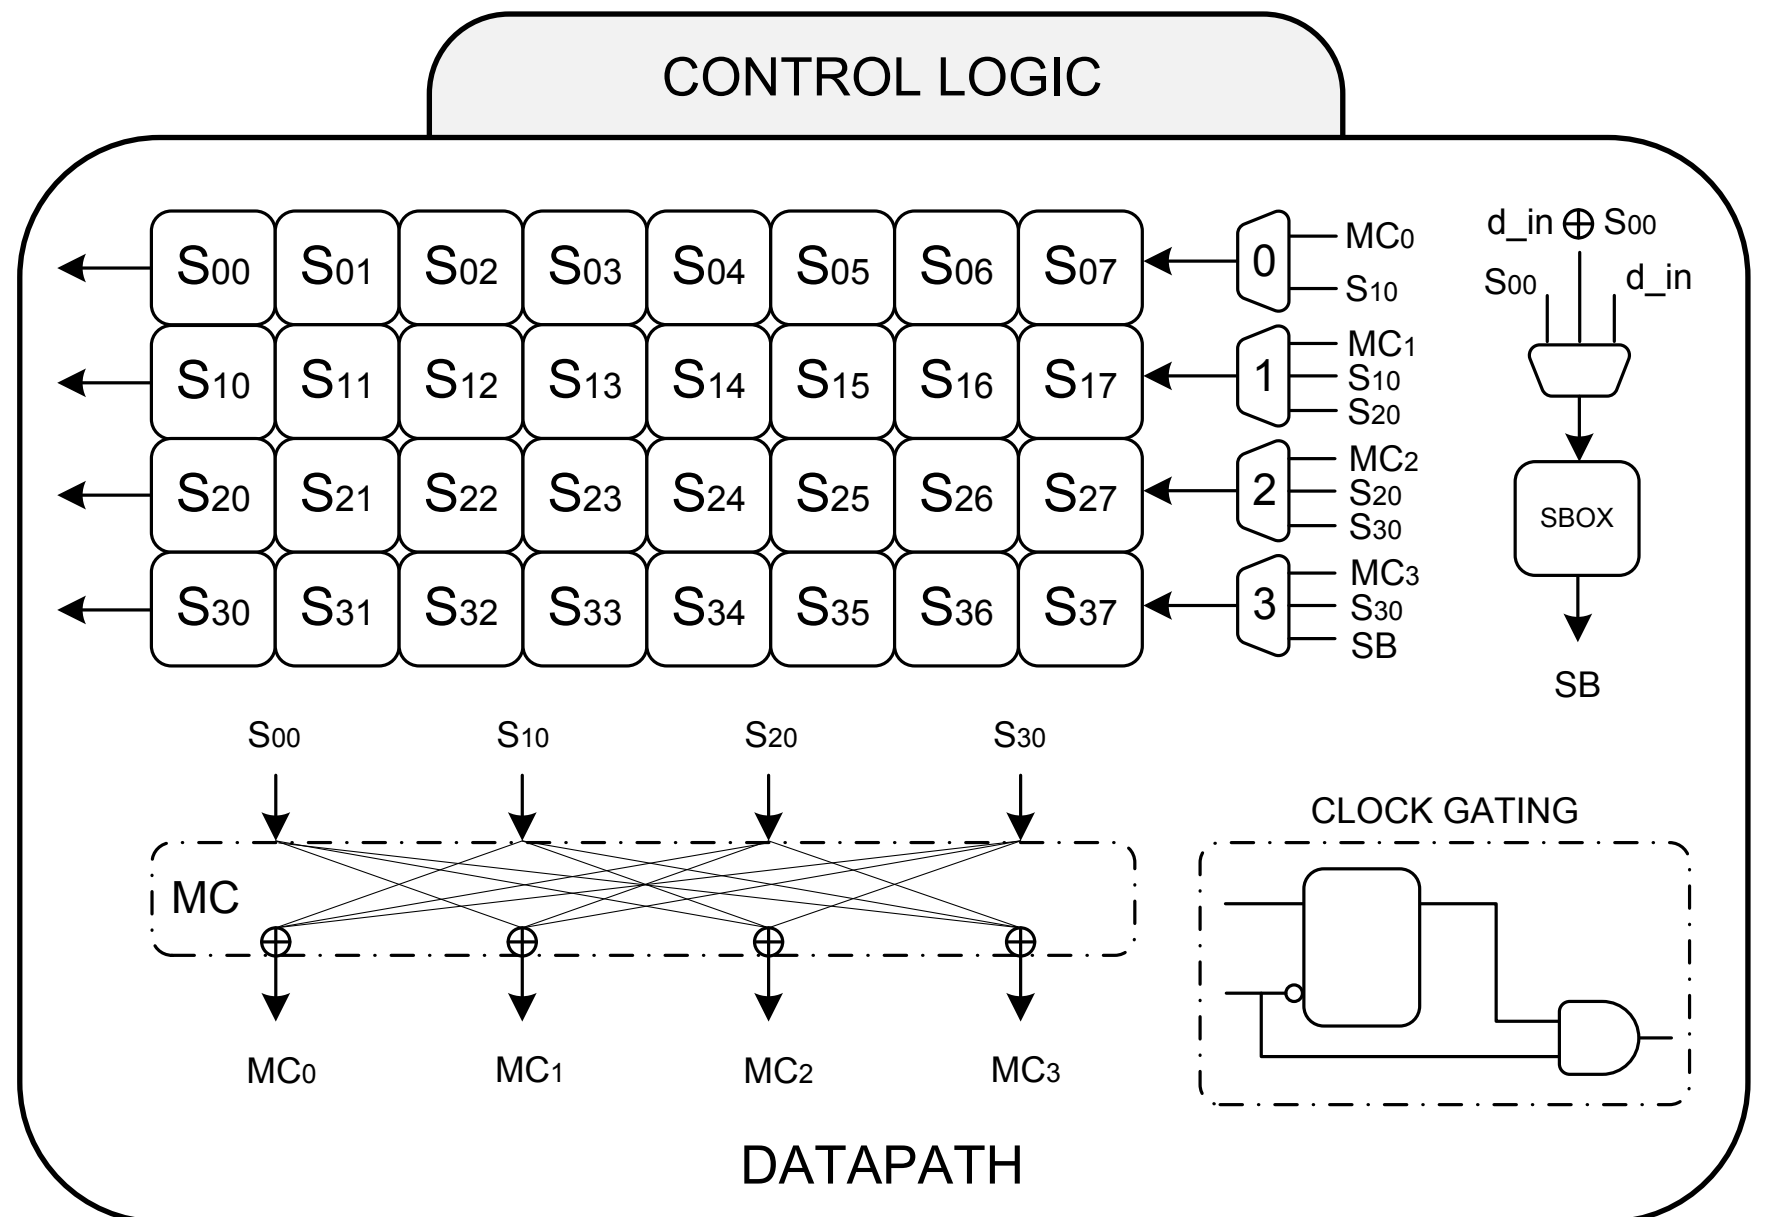 CONTROL LOGIC
S00 S01 S02 S03 S04 S05 S06 S07
S10 S11 S12 S13 S14 S15 S16 S17
S20 S21 S22 S23 S24 S25 S26 S27
S30 S31 S32 S33 S34 S35 S36 S37
0
MC0
S10
1
MC1
S10
S20
2
MC2
S20
S30
3
MC3
S30
SB
d_in ⊕ S00
S00 d_in
SBOX
SB
S00 S10 S20 S30
MC
MC0 MC1 MC2 MC3
CLOCK GATING
DATAPATH